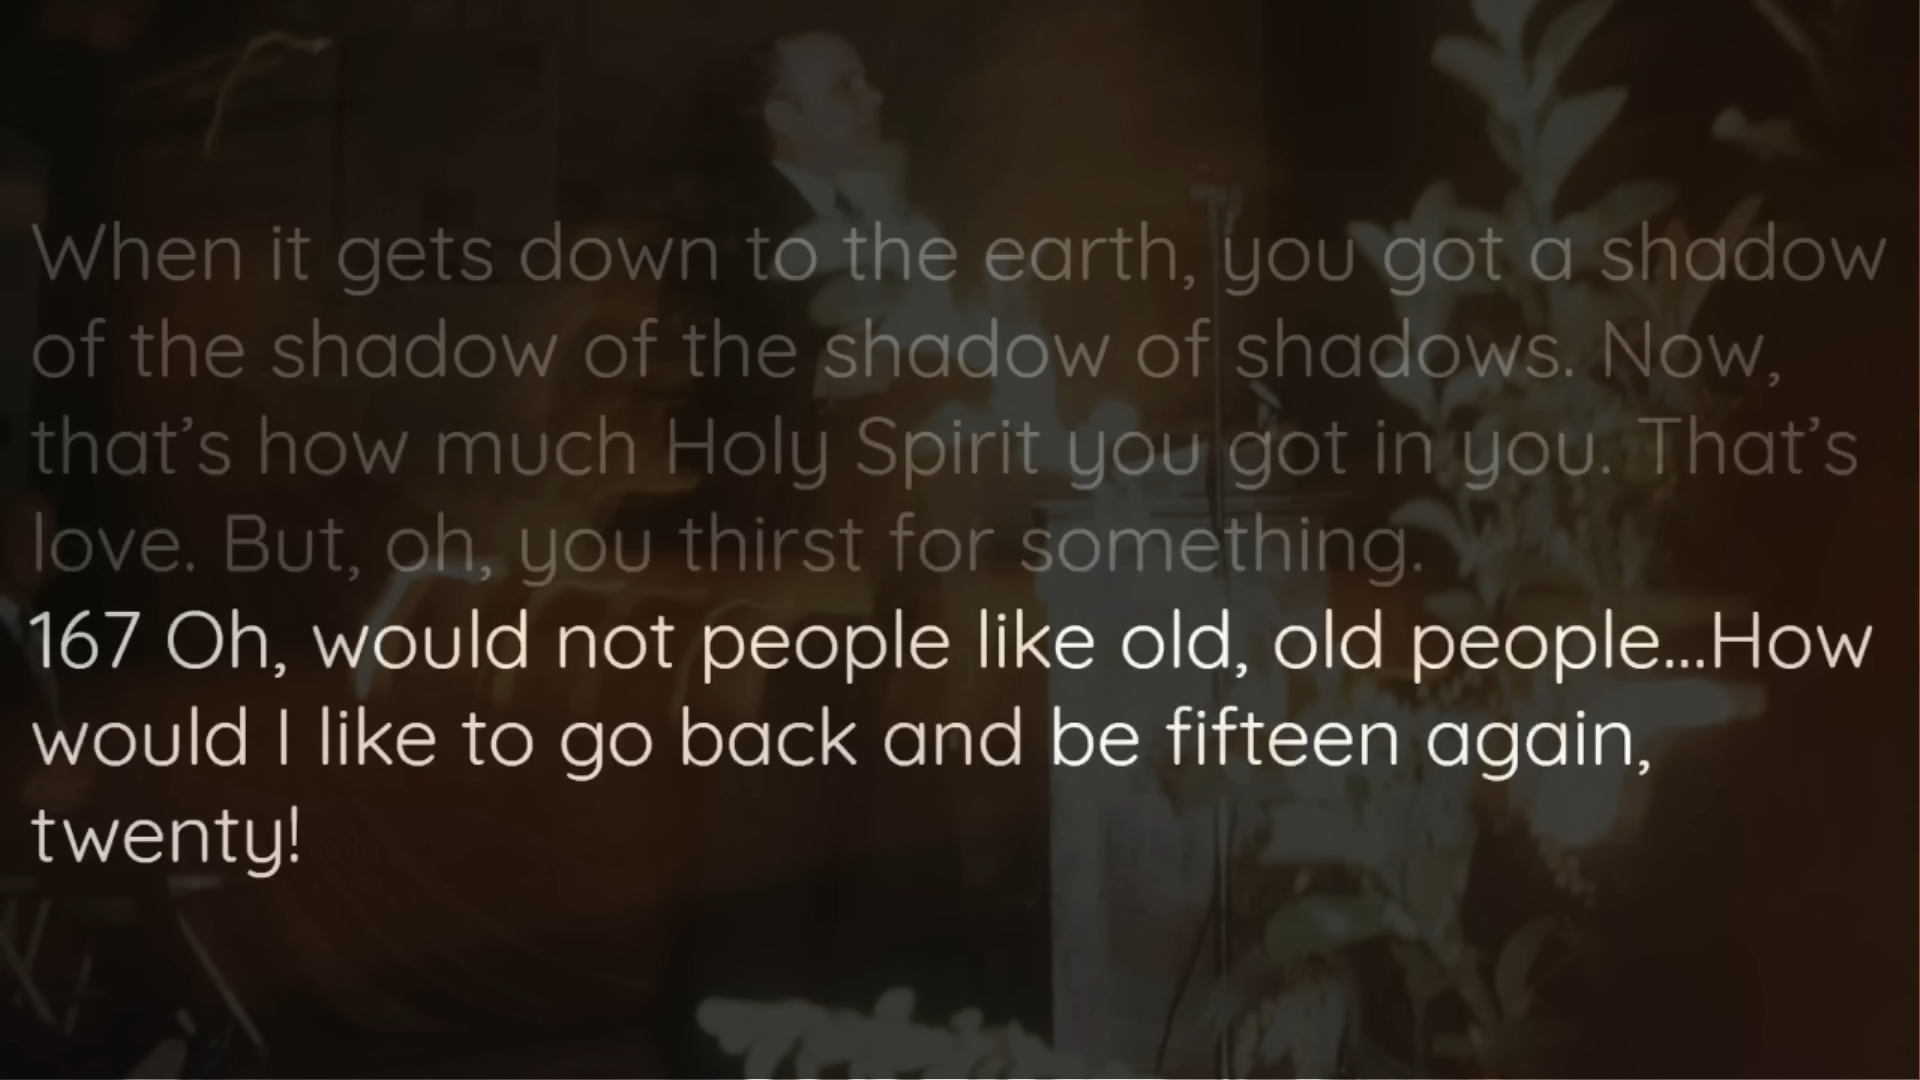 When it gets down to the earth, you got a shadow
of the shadow of the shadow of shadows. Now,
that’s how much Holy Spirit you got in you. That’s
love. But, oh, you thirst for something.
167 Oh, would not people like old, old people...How
would I like to go back and be fifteen again,
twenty!